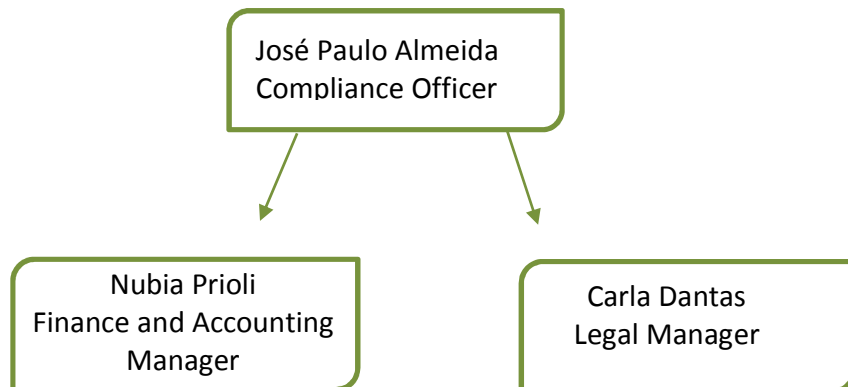 José Paulo Almeida
Compliance Officer
Nubia Prioli
Finance and Accounting
Manager
Carla Dantas
Legal Manager